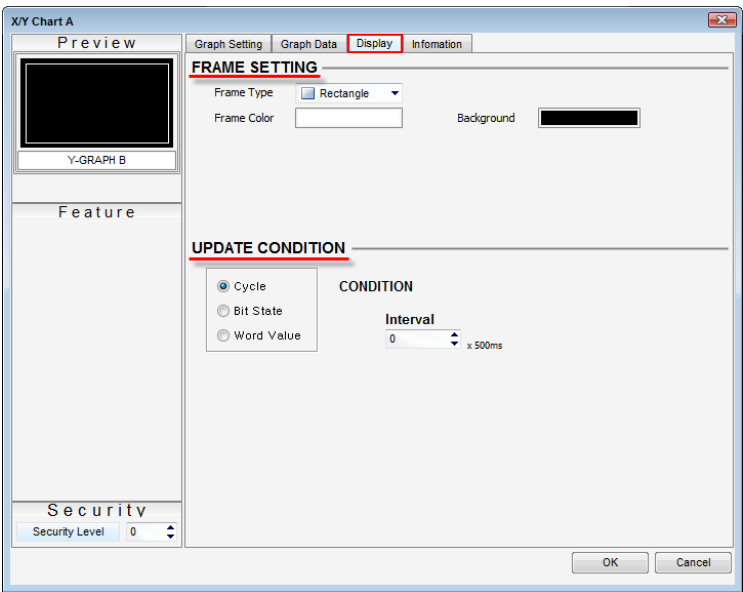 X/Y Chart A
Preview
Y-GRAPH B
Feature
Security
Security Level 0
Graph Setting Graph Data Display Infomation
FRAME SETTING
Frame Type Rectangle
Frame Color Background
UPDATE CONDITION
Cycle
Bit State
Word Value
CONDITION
Interval
0 x 500ms
OK Cancel